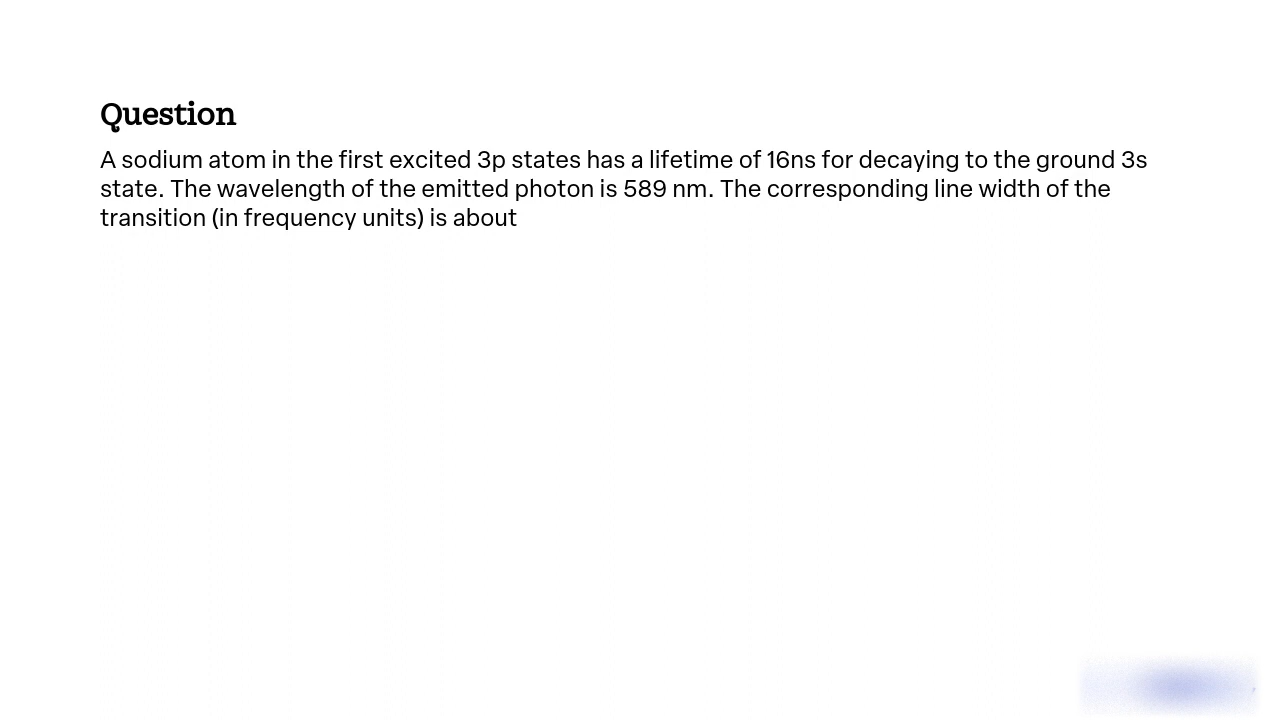 Question
A sodium atom in the first excited 3p states has a lifetime of 16ns for decaying to the ground 3s
state. The wavelength of the emitted photon is 589 nm. The corresponding line width of the
transition (in frequency units) is about